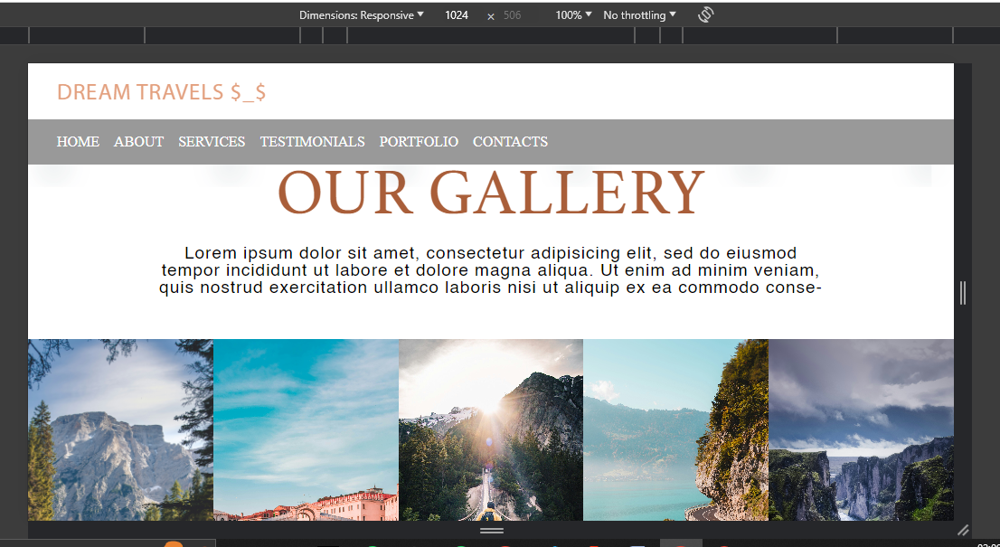 Dimensions: Responsive 1024 × 506 100% No throttling
DREAM TRAVELS $_$
HOME ABOUT SERVICES TESTIMONIALS PORTFOLIO CONTACTS
OUR GALLERY
Lorem ipsum dolor sit amet, consectetur adipisicing elit, sed do eiusmod
tempor incididunt ut labore et dolore magna aliqua. Ut enim ad minim veniam,
quis nostrud exercitation ullamco laboris nisi ut aliquip ex ea commodo conse-